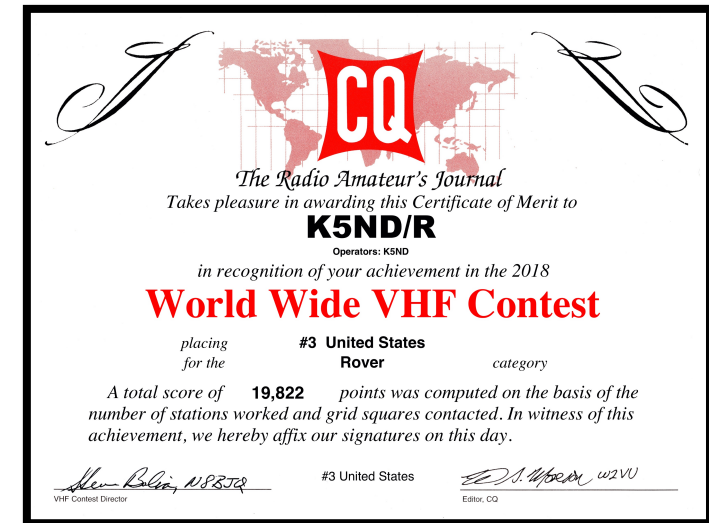 CQ
The Radio Amateur's Journal
Takes pleasure in awarding this Certificate of Merit to
K5ND/R
Operators: K5ND
in recognition of your achievement in the 2018
World Wide VHF Contest
placing #3 United States
for the Rover category
A total score of 19,822 points was computed on the basis of the
number of stations worked and grid squares contacted. In witness of this
achievement, we hereby affix our signatures on this day.
N8BJQ #3 United States W2VU
VHF Contest Director Editor, CQ